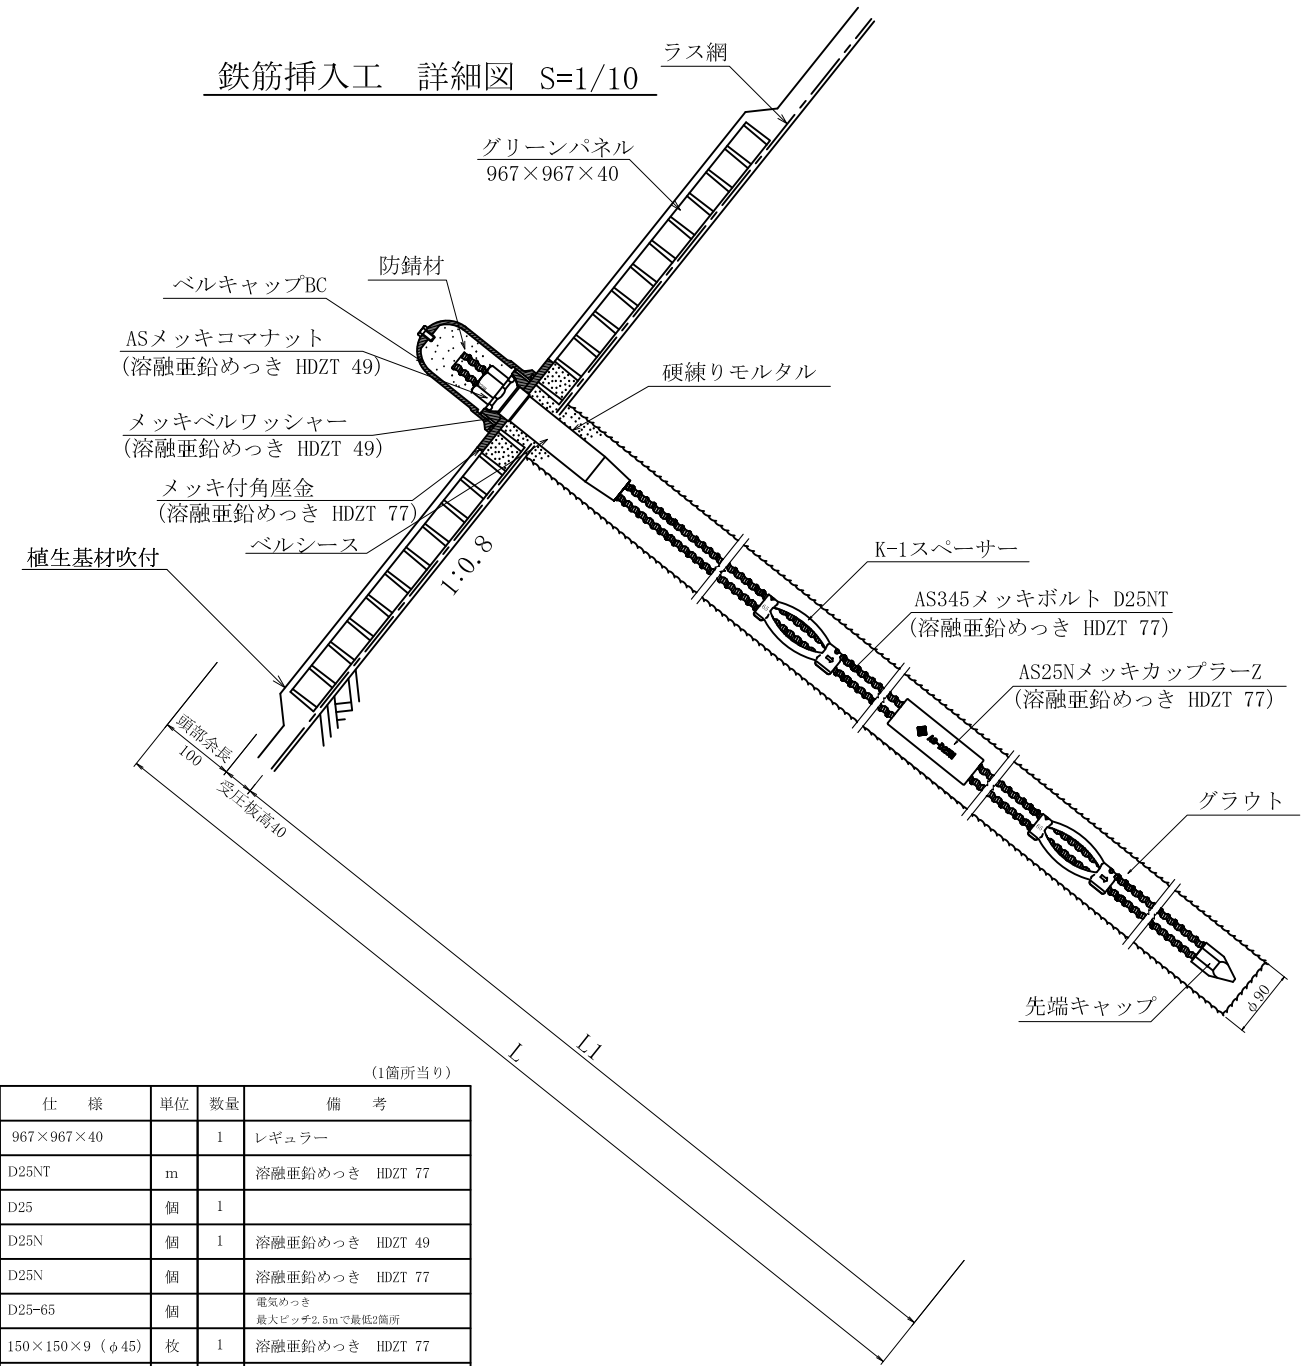 鉄筋挿入工　詳細図　S=1/10
ラス網
グリーンパネル
967×967×40
防錆材
ベルキャップBC
ASメッキコマナット
(溶融亜鉛めっき HDZT 49)
硬練りモルタル
メッキベルワッシャー
(溶融亜鉛めっき HDZT 49)
メッキ付角座金
(溶融亜鉛めっき HDZT 77)
ベルシース
植生基材吹付
1:0.8
K-1スペーサー
AS345メッキボルト D25NT
(溶融亜鉛めっき HDZT 77)
AS25NメッキカップラーZ
(溶融亜鉛めっき HDZT 77)
頭部余長
100
受圧板高40
グラウト
先端キャップ
φ90
L1
L
(1箇所当り)
仕　様　単位　数量　備　考
967×967×40　1　レギュラー
D25NT　m　溶融亜鉛めっき　HDZT 77
D25　個　1
D25N　個　1　溶融亜鉛めっき　HDZT 49
D25N　個　溶融亜鉛めっき　HDZT 77
D25-65　個　電気めっき
最大ピッチ2.5mで最低2箇所
150×150×9（φ45）　枚　1　溶融亜鉛めっき　HDZT 77